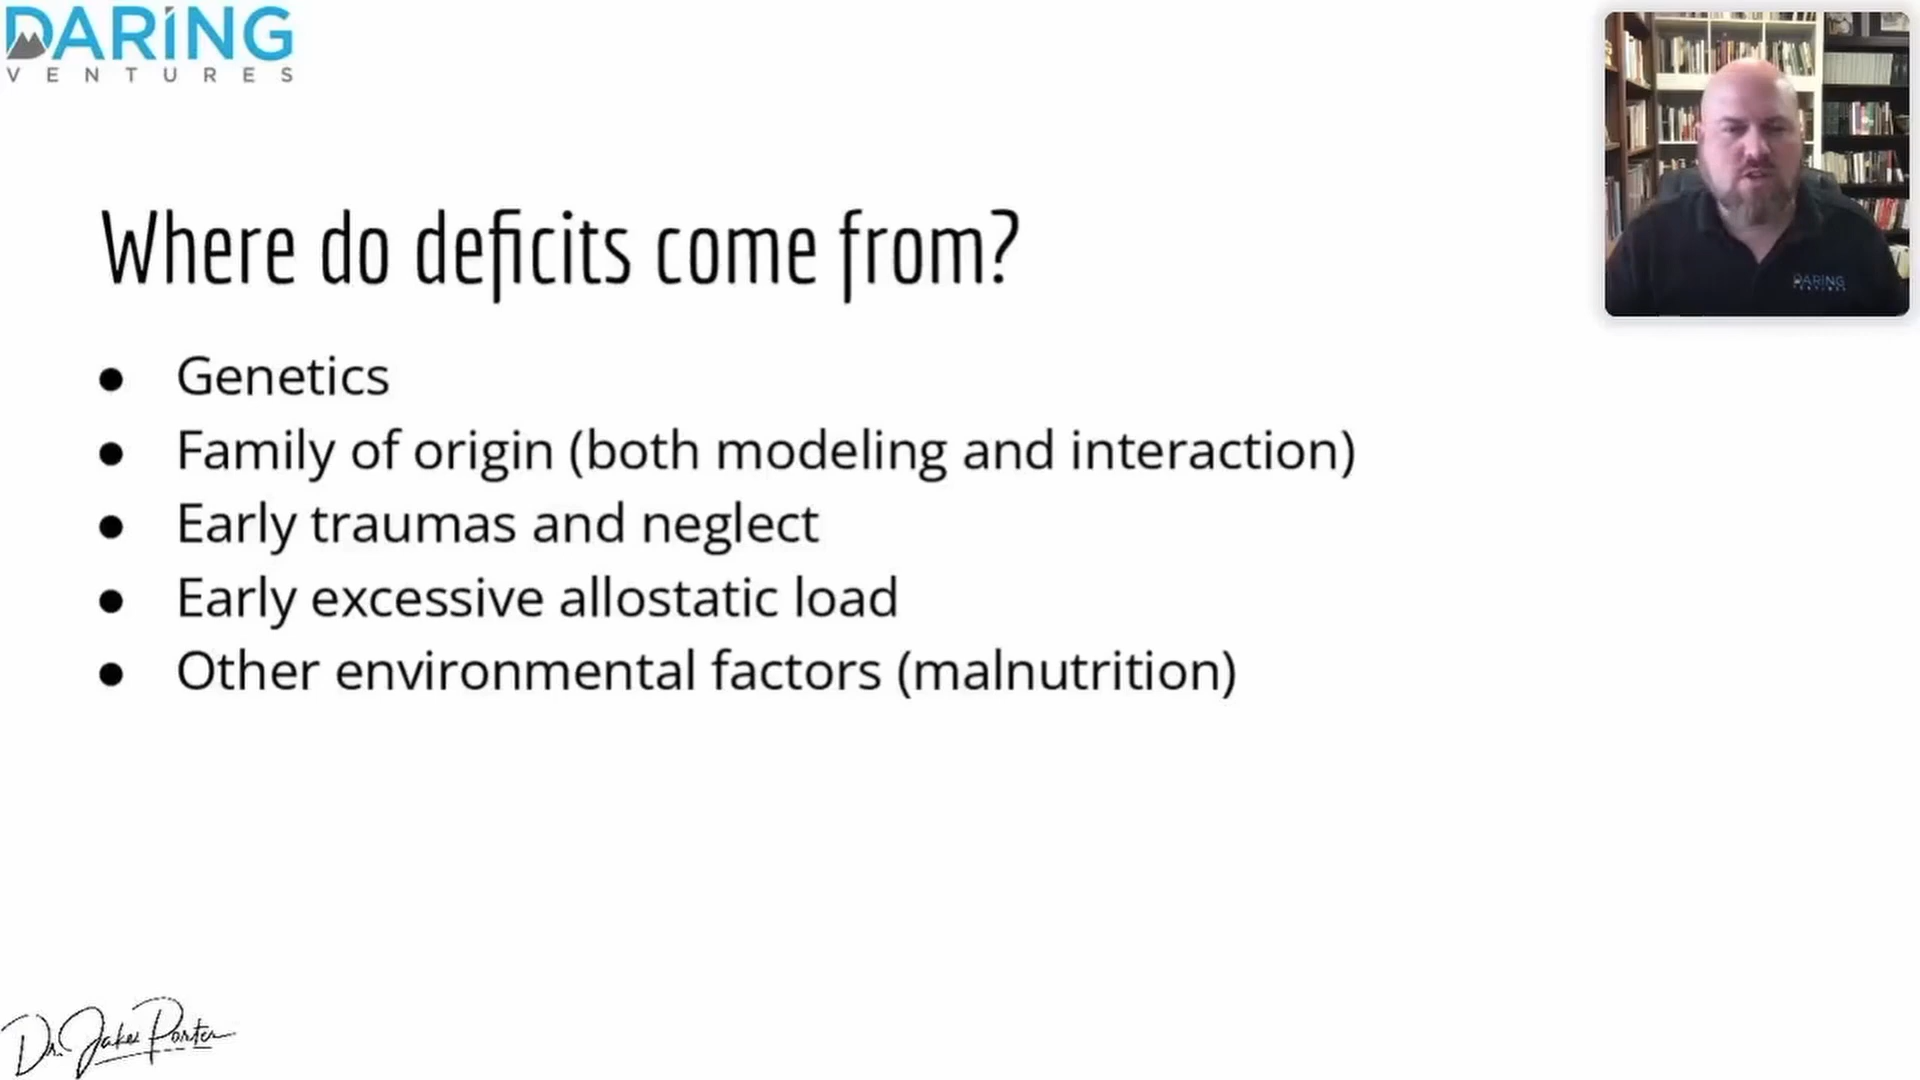 DARING
VENTURES
DARING
Where do deficits come from?
● Genetics
● Family of origin (both modeling and interaction)
● Early traumas and neglect
● Early excessive allostatic load
● Other environmental factors (malnutrition)
Dr. Jake Porter